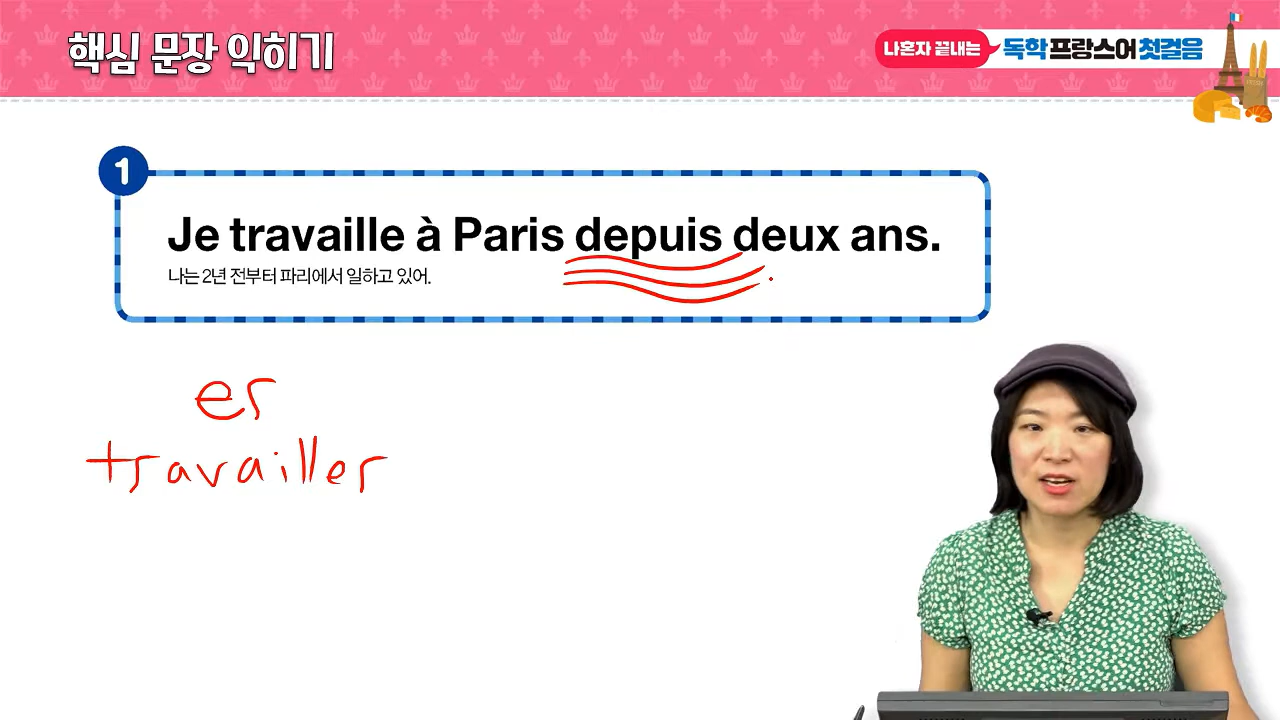 핵심 문장 익히기
나혼자 끝내는 독학 프랑스어 첫걸음
1
Je travaille à Paris depuis deux ans.
나는 2년 전부터 파리에서 일하고 있어.
er
travailler